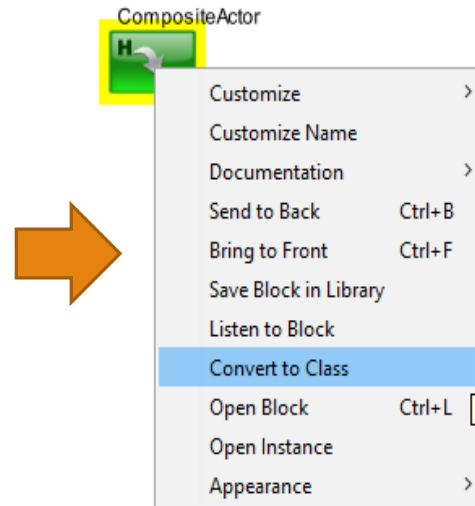 CompositeActor
H
Customize >
Customize Name
Documentation >
Send to Back Ctrl+B
Bring to Front Ctrl+F
Save Block in Library
Listen to Block
Convert to Class
Open Block Ctrl+L
Open Instance
Appearance >